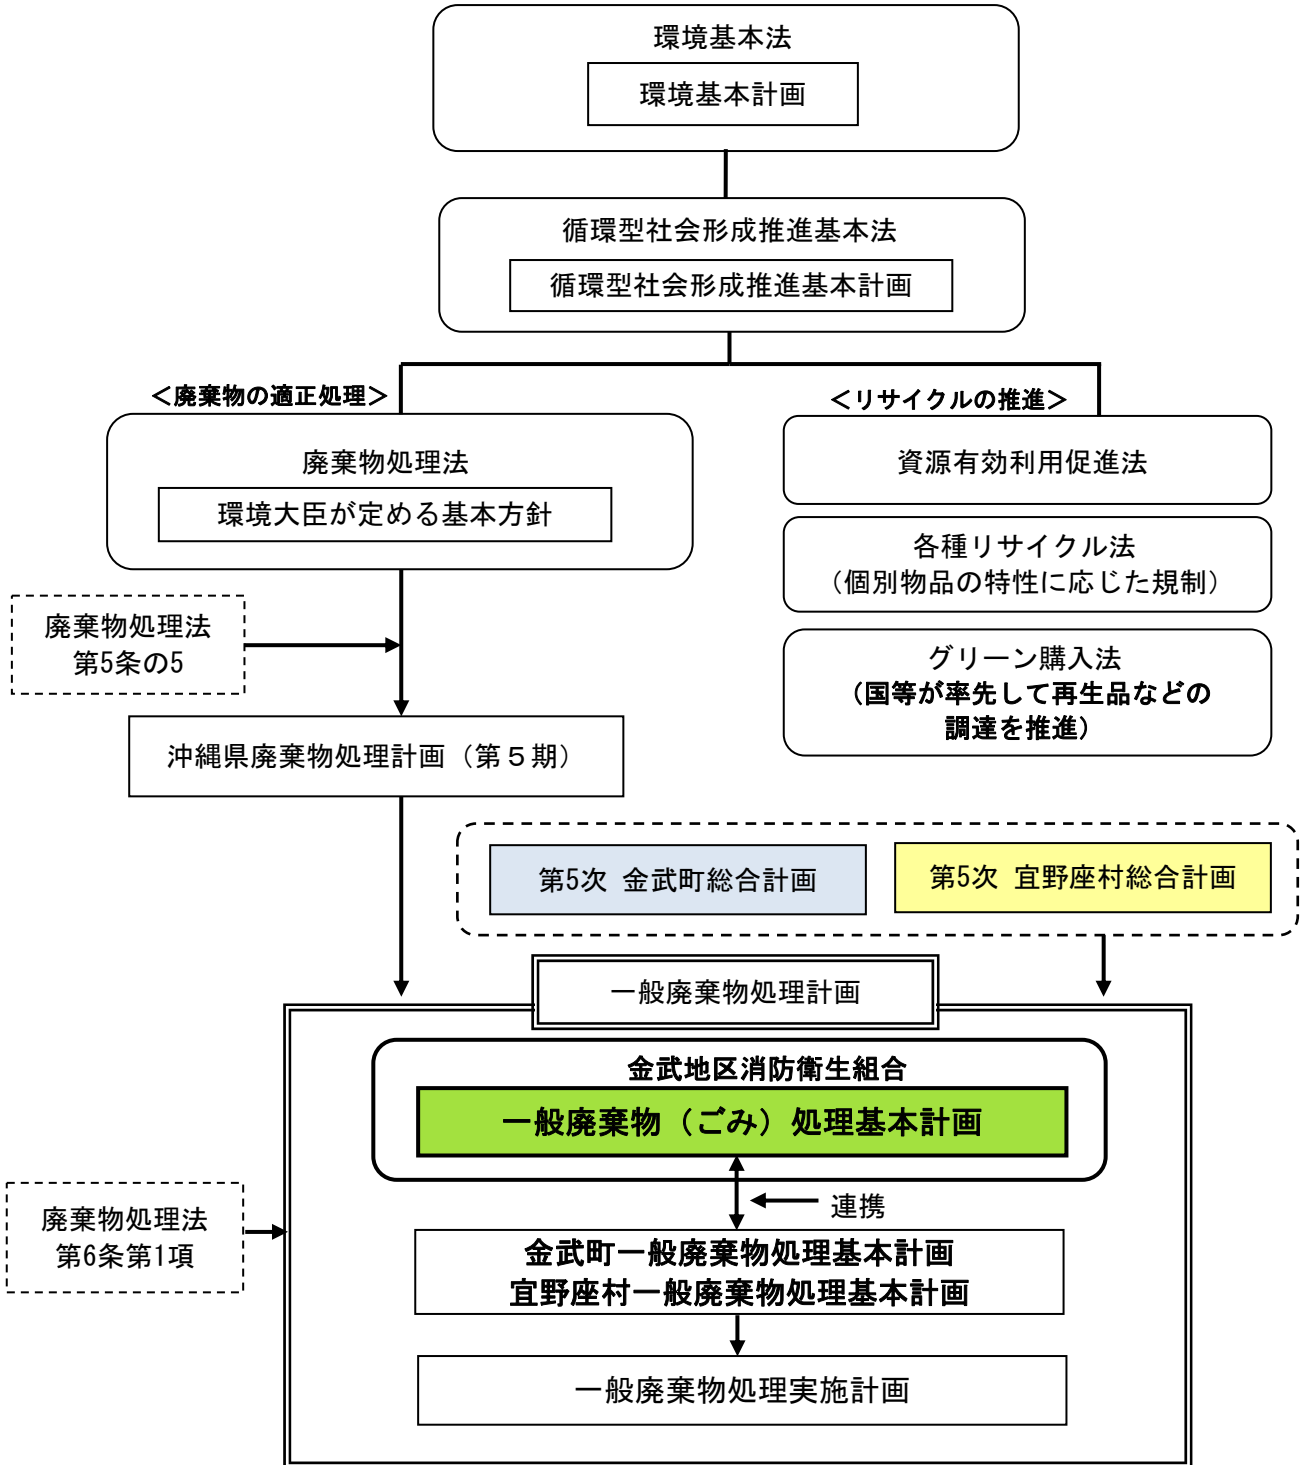 環境基本法
環境基本計画
循環型社会形成推進基本法
循環型社会形成推進基本計画
＜廃棄物の適正処理＞
＜リサイクルの推進＞
廃棄物処理法
環境大臣が定める基本方針
資源有効利用促進法
各種リサイクル法
（個別物品の特性に応じた規制）
廃棄物処理法
第5条の5
グリーン購入法
（国等が率先して再生品などの
調達を推進）
沖縄県廃棄物処理計画（第５期）
第5次 金武町総合計画
第5次 宜野座村総合計画
一般廃棄物処理計画
金武地区消防衛生組合
一般廃棄物（ごみ）処理基本計画
連携
廃棄物処理法
第6条第1項
金武町一般廃棄物処理基本計画
宜野座村一般廃棄物処理基本計画
一般廃棄物処理実施計画